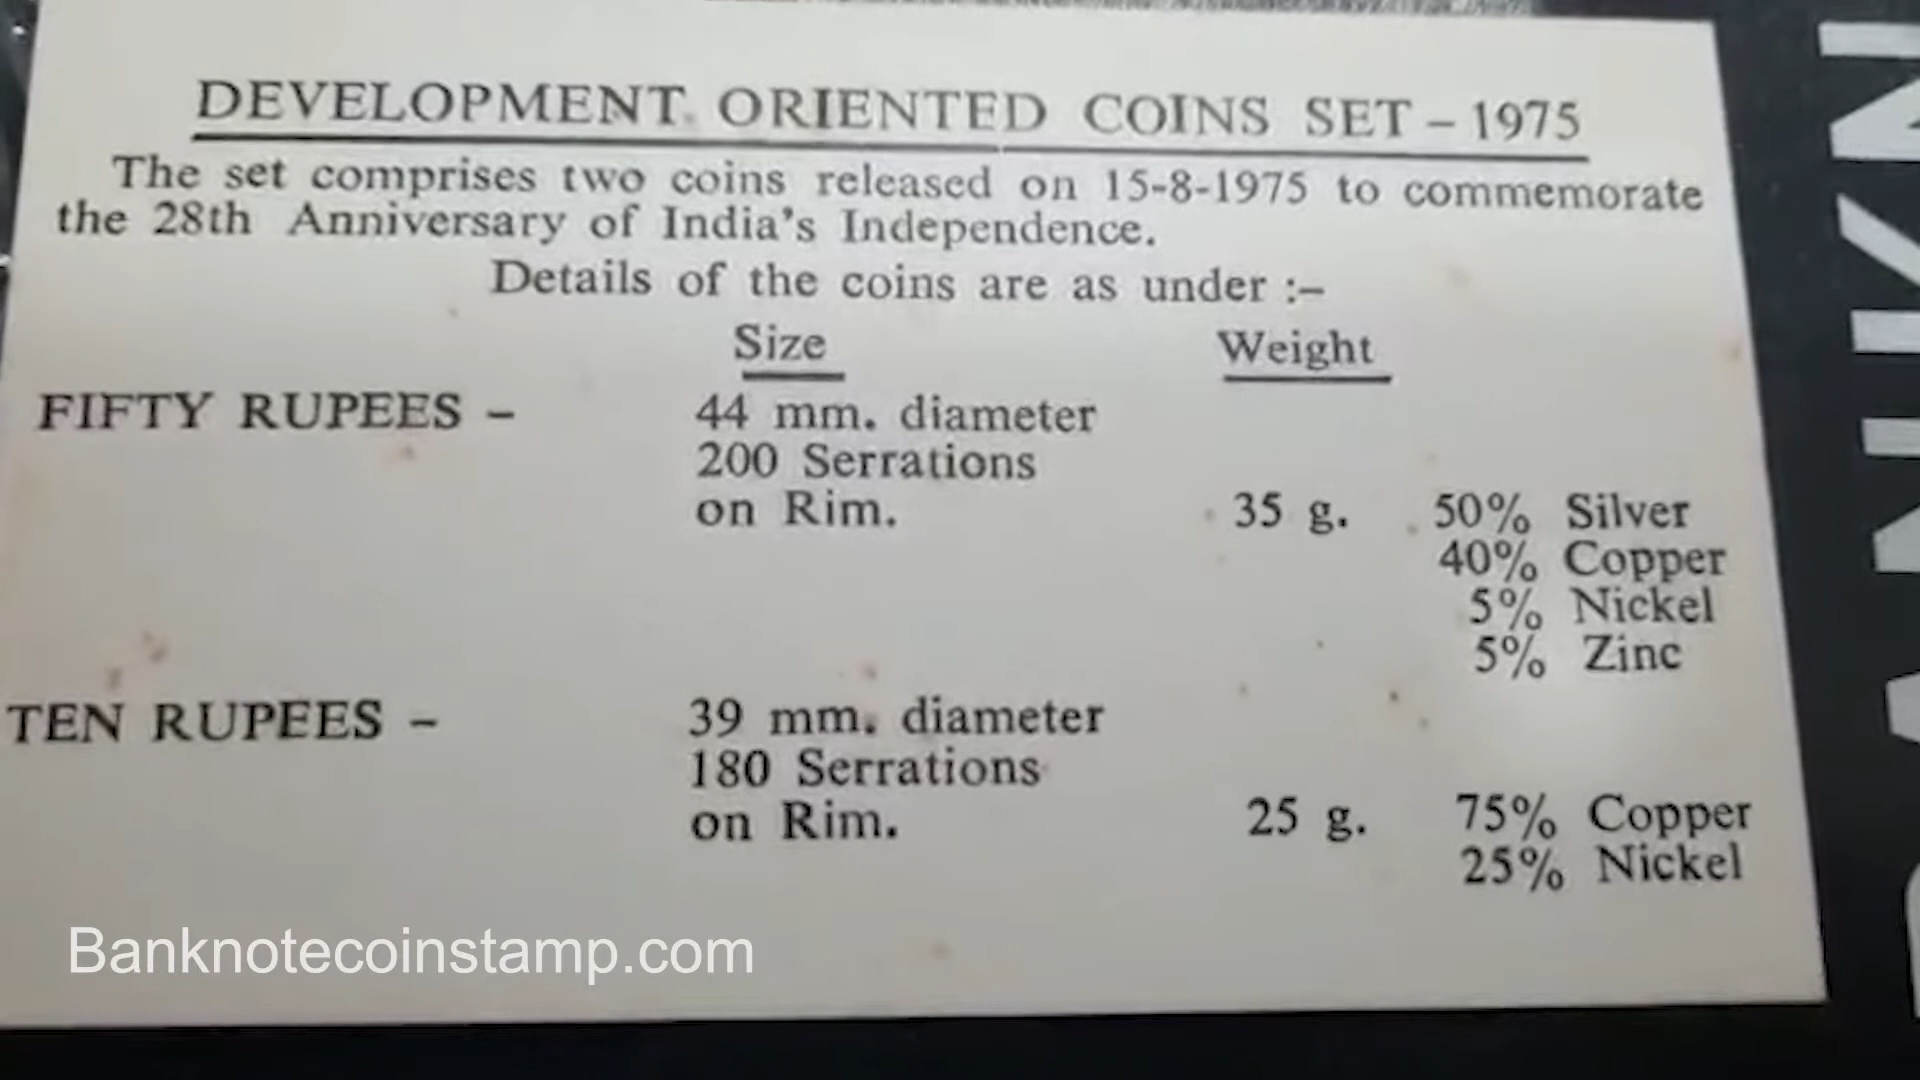 DEVELOPMENT ORIENTED COINS SET – 1975
The set comprises two coins released on 15-8-1975 to commemorate
the 28th Anniversary of India's Independence.
Details of the coins are as under :–
Size Weight
FIFTY RUPEES – 44 mm. diameter
200 Serrations
on Rim. 35 g. 50% Silver
40% Copper
5% Nickel
5% Zinc
TEN RUPEES – 39 mm. diameter
180 Serrations
on Rim. 25 g. 75% Copper
25% Nickel
Banknotecoinstamp.com